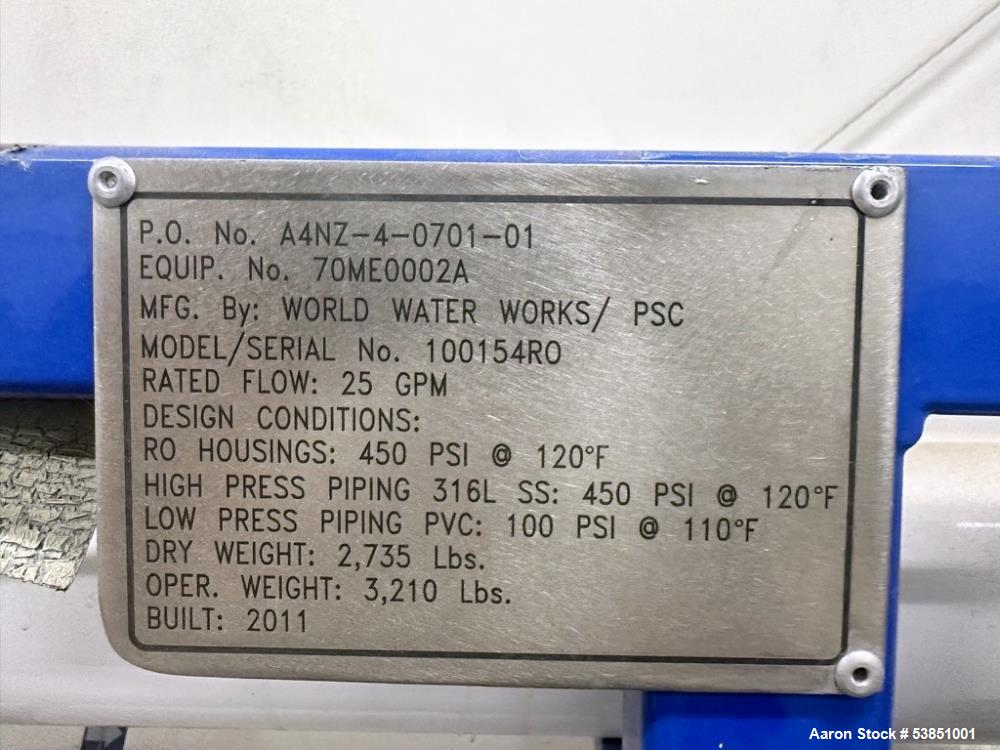 P.O. No. A4NZ-4-0701-01
EQUIP. No. 70ME0002A
MFG. By: WORLD WATER WORKS/ PSC
MODEL/SERIAL No. 100154RO
RATED FLOW: 25 GPM
DESIGN CONDITIONS:
RO HOUSINGS: 450 PSI @ 120°F
HIGH PRESS PIPING 316L SS: 450 PSI @ 120°F
LOW PRESS PIPING PVC: 100 PSI @ 110°F
DRY WEIGHT: 2,735 Lbs.
OPER. WEIGHT: 3,210 Lbs.
BUILT: 2011
Aaron Stock # 53851001